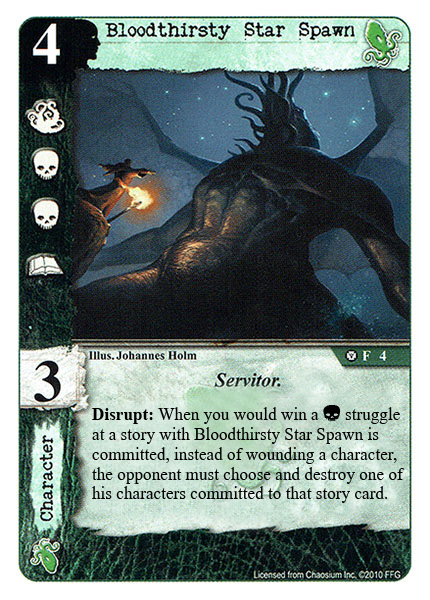 4
Bloodthirsty Star Spawn
Illus. Johannes Holm
F 4
3
Servitor.
Disrupt: When you would win a struggle
at a story with Bloodthirsty Star Spawn is
committed, instead of wounding a character,
the opponent must choose and destroy one of
his characters committed to that story card.
Character
Licensed from Chaosium Inc. ©2010 FFG